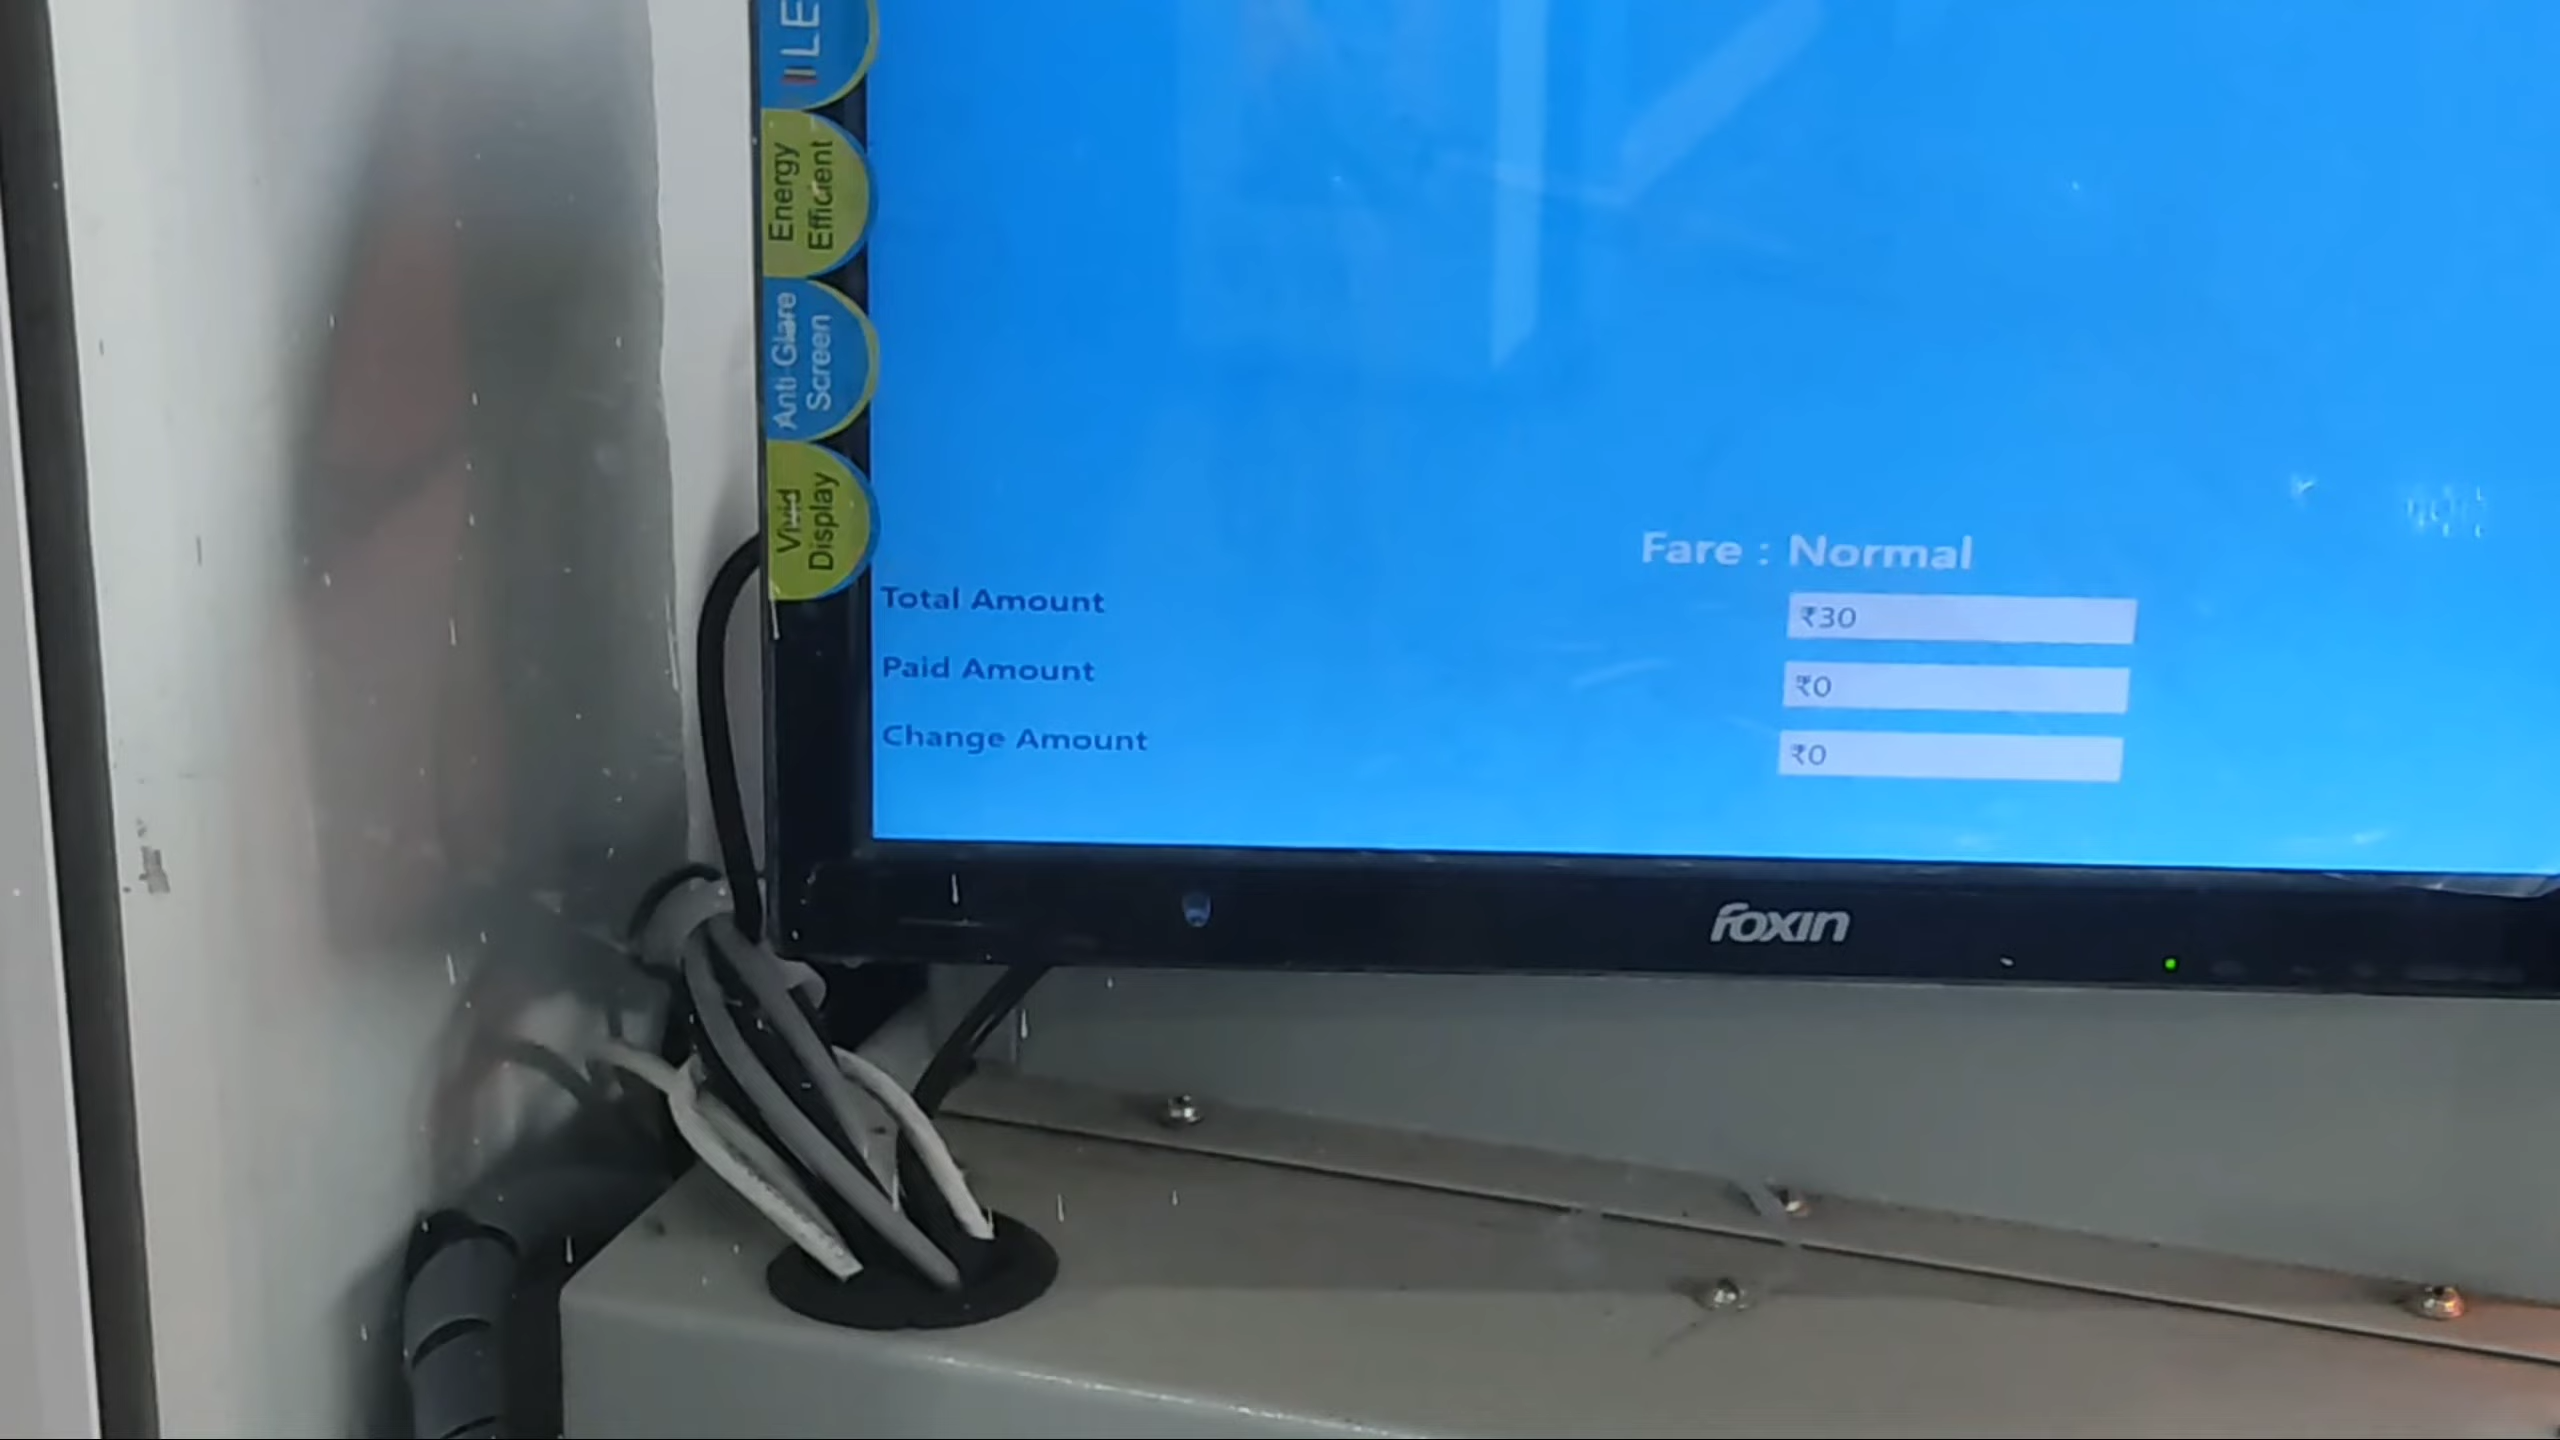 LE
Energy
Efficient
Anti Glare
Screen
Vivid
Display
Fare : Normal
Total Amount ₹30
Paid Amount ₹0
Change Amount ₹0
foxin